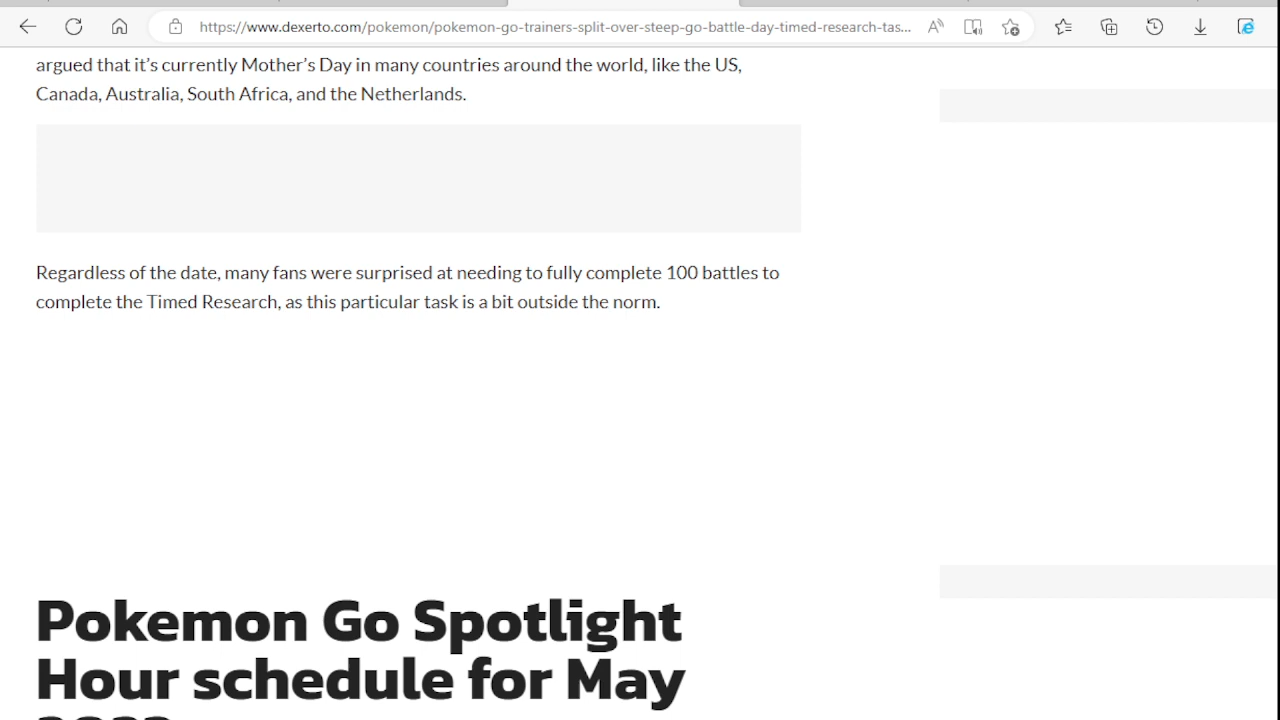 https://www.dexerto.com/pokemon/pokemon-go-trainers-split-over-steep-go-battle-day-timed-research-tas...
argued that it’s currently Mother’s Day in many countries around the world, like the US,
Canada, Australia, South Africa, and the Netherlands.
Regardless of the date, many fans were surprised at needing to fully complete 100 battles to
complete the Timed Research, as this particular task is a bit outside the norm.
Pokemon Go Spotlight
Hour schedule for May